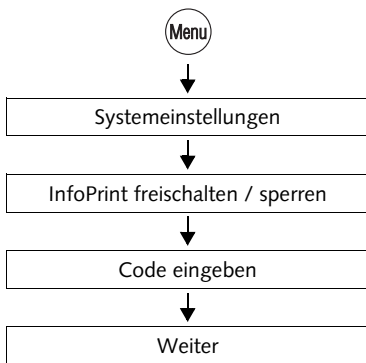 Menu
Systemeinstellungen
InfoPrint freischalten / sperren
Code eingeben
Weiter